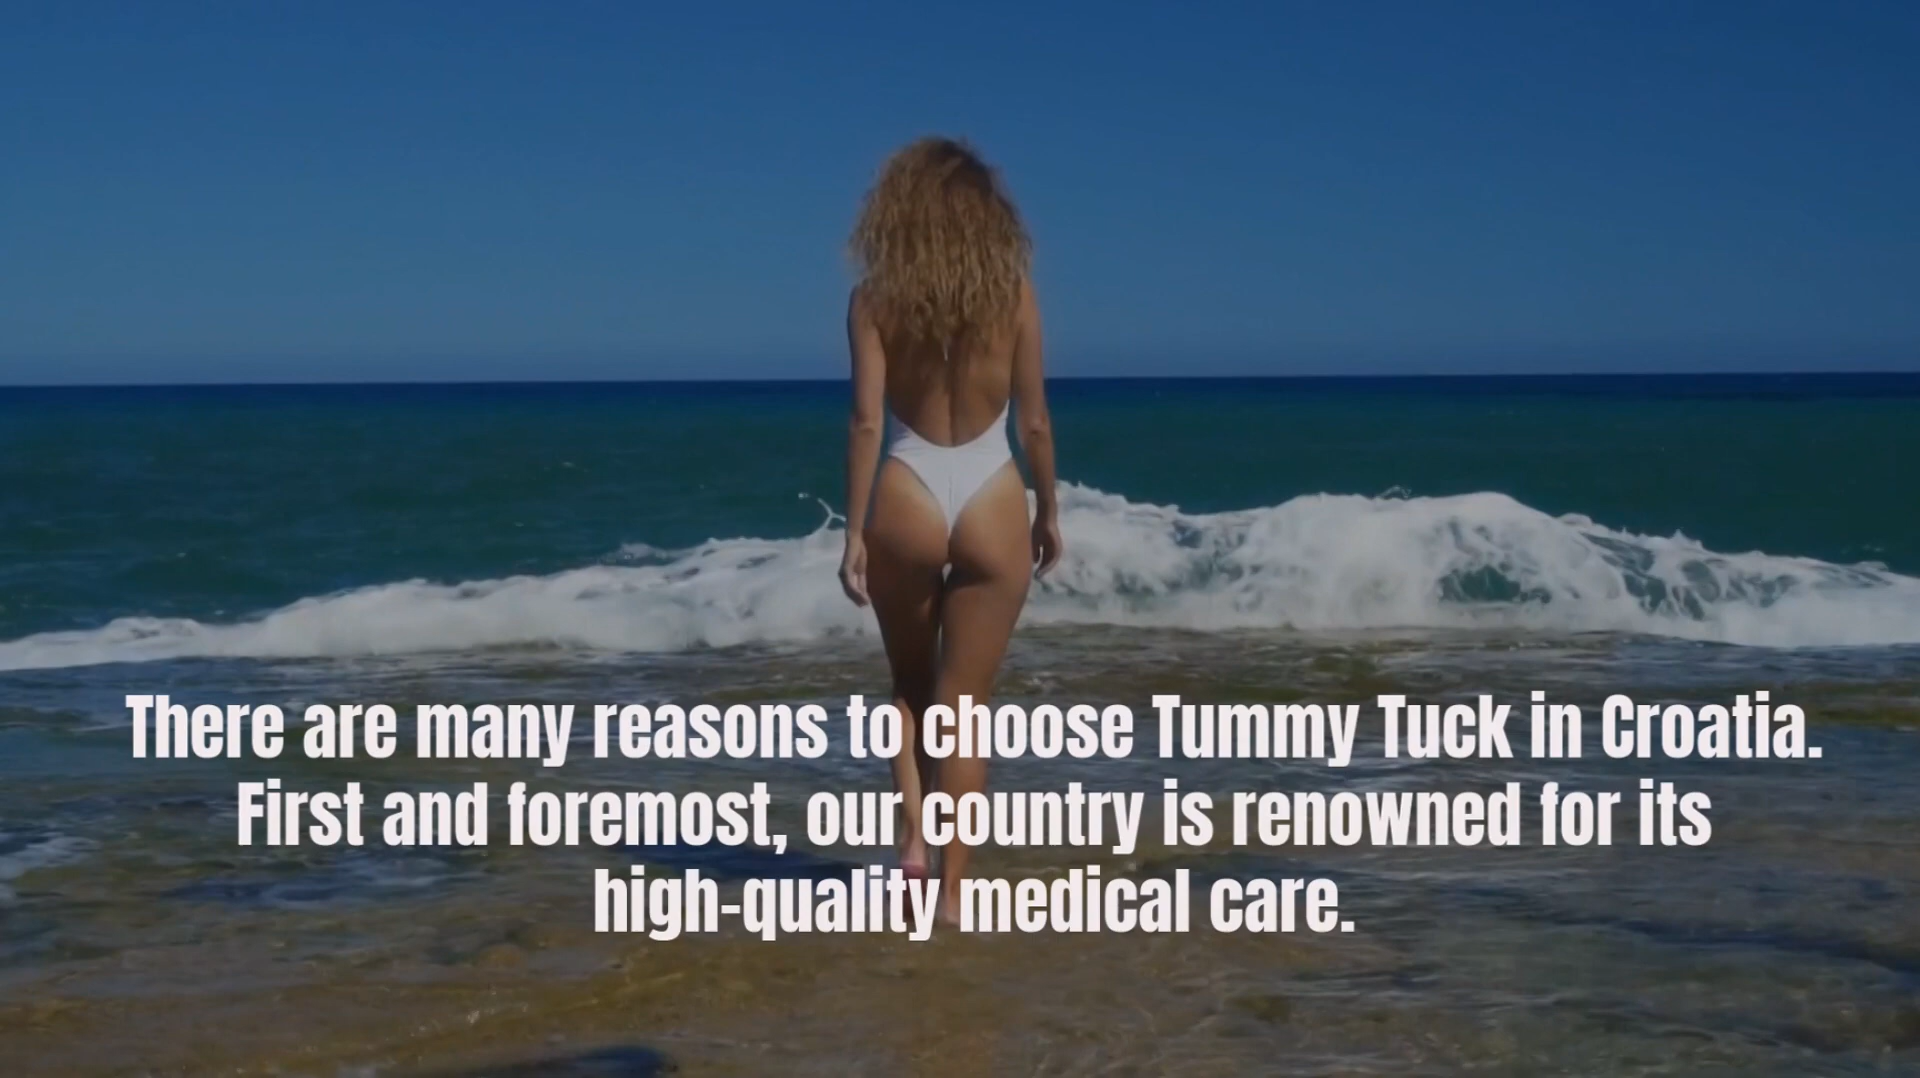 There are many reasons to choose Tummy Tuck in Croatia.
First and foremost, our country is renowned for its
high-quality medical care.